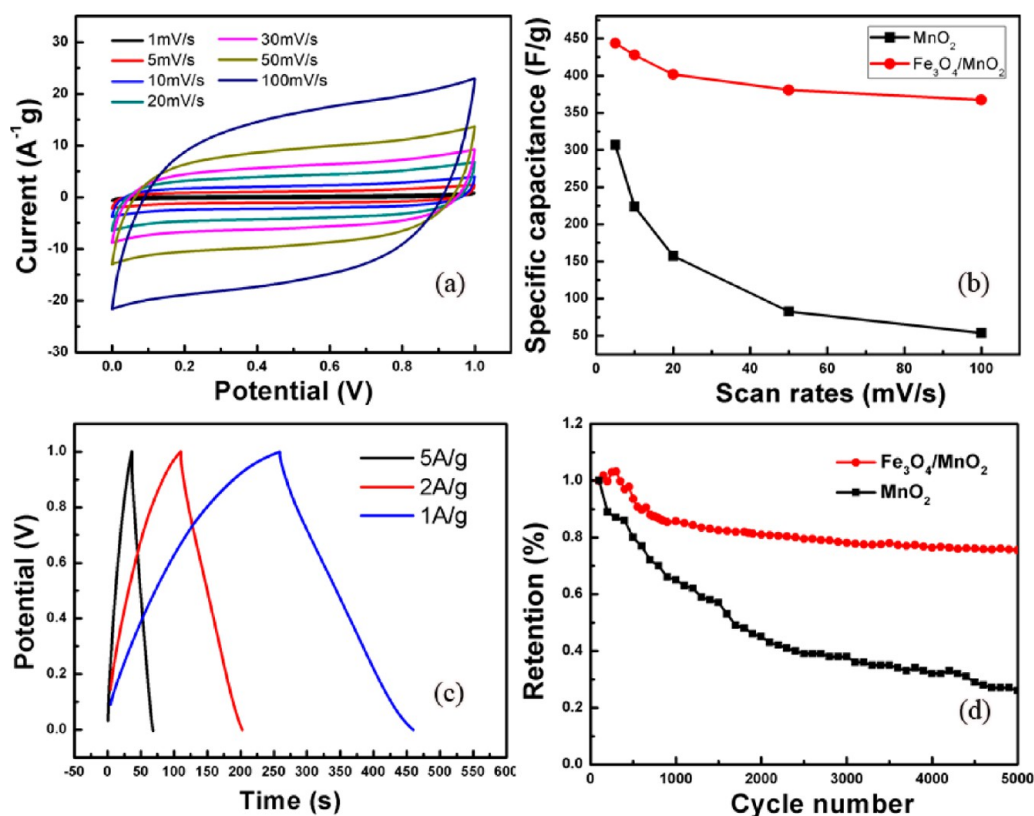 30
20
10
0
-10
-20
-30
Current (A⁻¹g)
1mV/s
5mV/s
10mV/s
20mV/s
30mV/s
50mV/s
100mV/s
(a)
0.0 0.2 0.4 0.6 0.8 1.0
Potential (V)
450
400
350
300
250
200
150
100
50
Specific capacitance (F/g)
MnO₂
Fe₃O₄/MnO₂
(b)
20 40 60 80 100
Scan rates (mV/s)
1.0
0.8
0.6
0.4
0.2
0.0
Potential (V)
5A/g
2A/g
1A/g
(c)
-50 0 50 100 150 200 250 300 350 400 450 500 550 600
Time (s)
1.2
1.0
0.8
0.6
0.4
0.2
0.0
Retention (%)
Fe₃O₄/MnO₂
MnO₂
(d)
0 1000 2000 3000 4000 5000
Cycle number